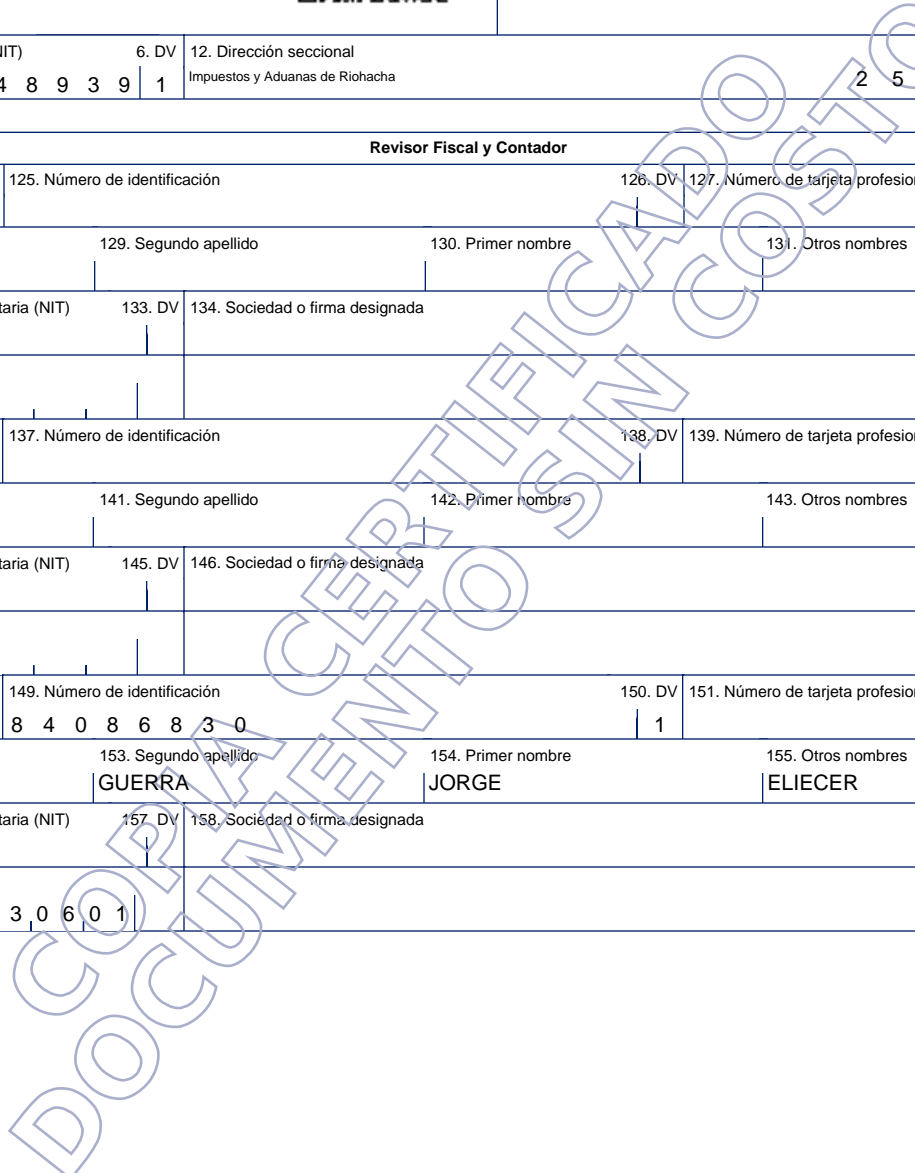 NIT) 6. DV 12. Dirección seccional
4 8 9 3 9 1 Impuestos y Aduanas de Riohacha 2 5
Revisor Fiscal y Contador
125. Número de identificación 126. DV 127. Número de tarjeta profesion
129. Segundo apellido 130. Primer nombre 131. Otros nombres
taria (NIT) 133. DV 134. Sociedad o firma designada
137. Número de identificación 138. DV 139. Número de tarjeta profesion
141. Segundo apellido 142. Primer nombre 143. Otros nombres
taria (NIT) 145. DV 146. Sociedad o firma designada
149. Número de identificación 150. DV 151. Número de tarjeta profesion
8 4 0 8 6 8 3 0 1
153. Segundo apellido 154. Primer nombre 155. Otros nombres
GUERRA JORGE ELIECER
taria (NIT) 157. DV 158. Sociedad o firma designada
3 0 6 0 1
COPIA CERTIFICADO
DOCUMENTO SIN COSTO